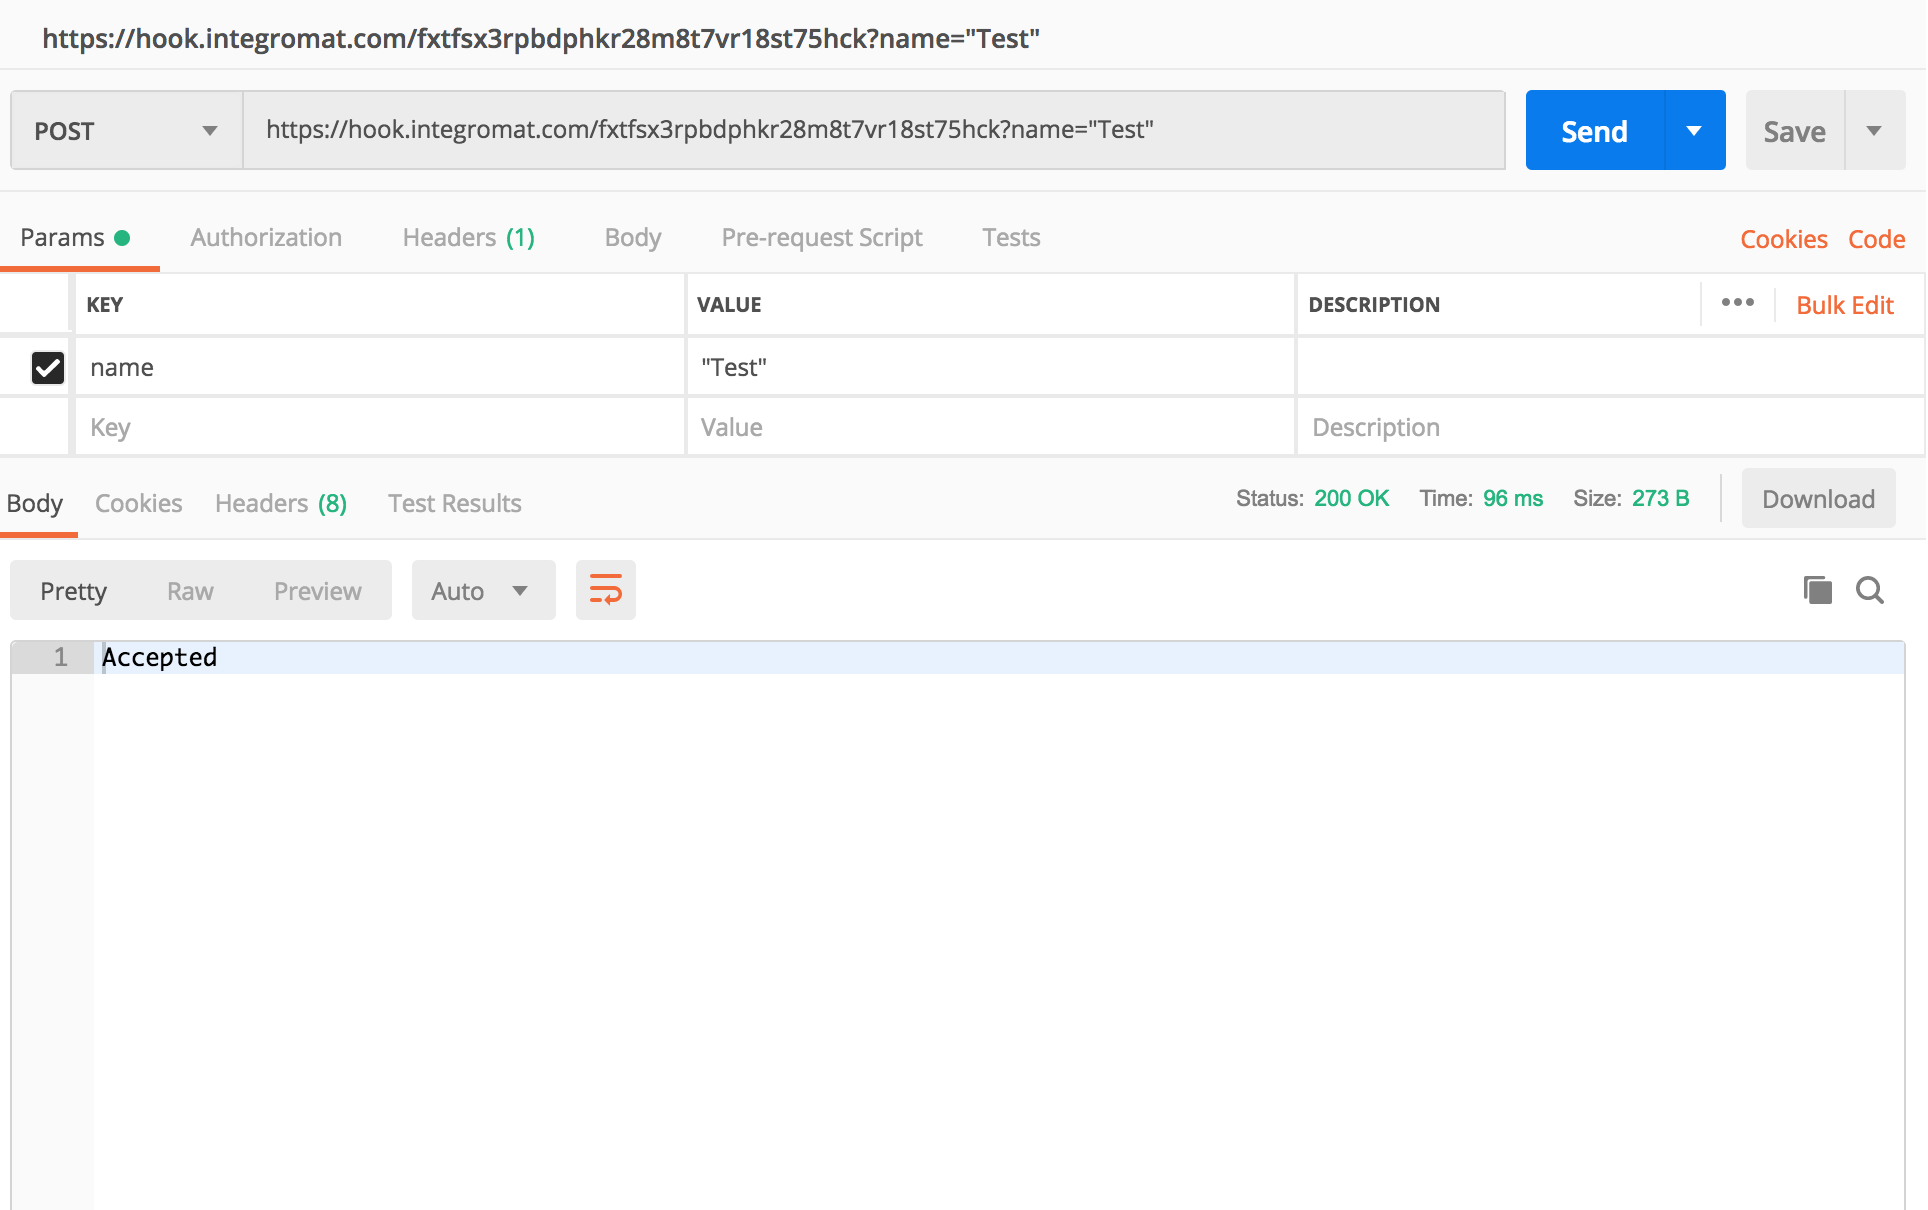 https://hook.integromat.com/fxtfsx3rpbdphkr28m8t7vr18st75hck?name="Test"
POST https://hook.integromat.com/fxtfsx3rpbdphkr28m8t7vr18st75hck?name="Test" Send Save
Params Authorization Headers (1) Body Pre-request Script Tests Cookies Code
KEY VALUE DESCRIPTION ••• Bulk Edit
name "Test"
Key Value Description
Body Cookies Headers (8) Test Results Status: 200 OK Time: 96 ms Size: 273 B Download
Pretty Raw Preview Auto
1 Accepted